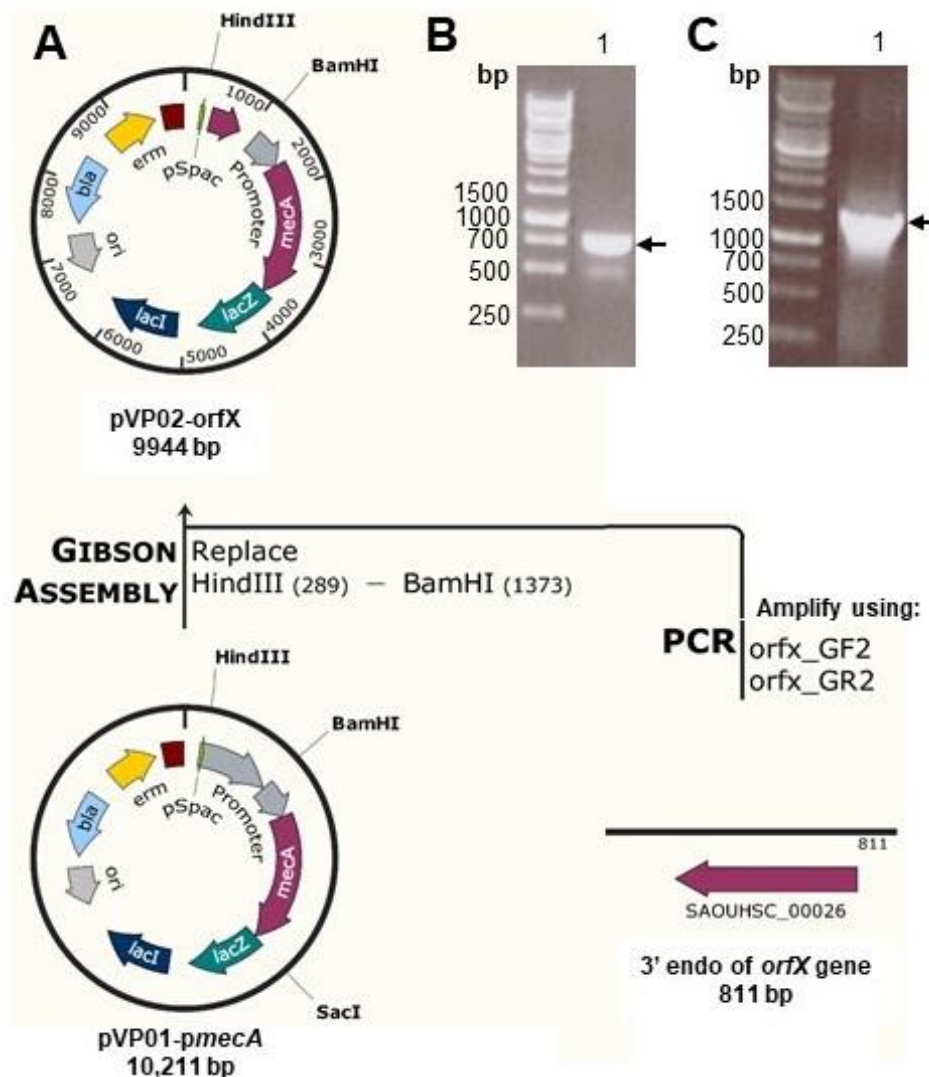 A
HindIII
BamHI
1000
2000
3000
4000
5000
6000
7000
8000
9000
erm
pSpac
Promoter
mecA
lacZ
lacI
ori
bla
pVP02-orfX
9944 bp
B
1
bp
1500
1000
700
500
250
C
1
bp
1500
1000
700
500
250
GIBSON
ASSEMBLY
Replace
HindIII (289) – BamHI (1373)
PCR
Amplify using:
orfx_GF2
orfx_GR2
HindIII
BamHI
SacI
erm
pSpac
Promoter
mecA
lacZ
lacI
ori
bla
pVP01-pmecA
10,211 bp
811
SAOUHSC_00026
3' endo of orfX gene
811 bp